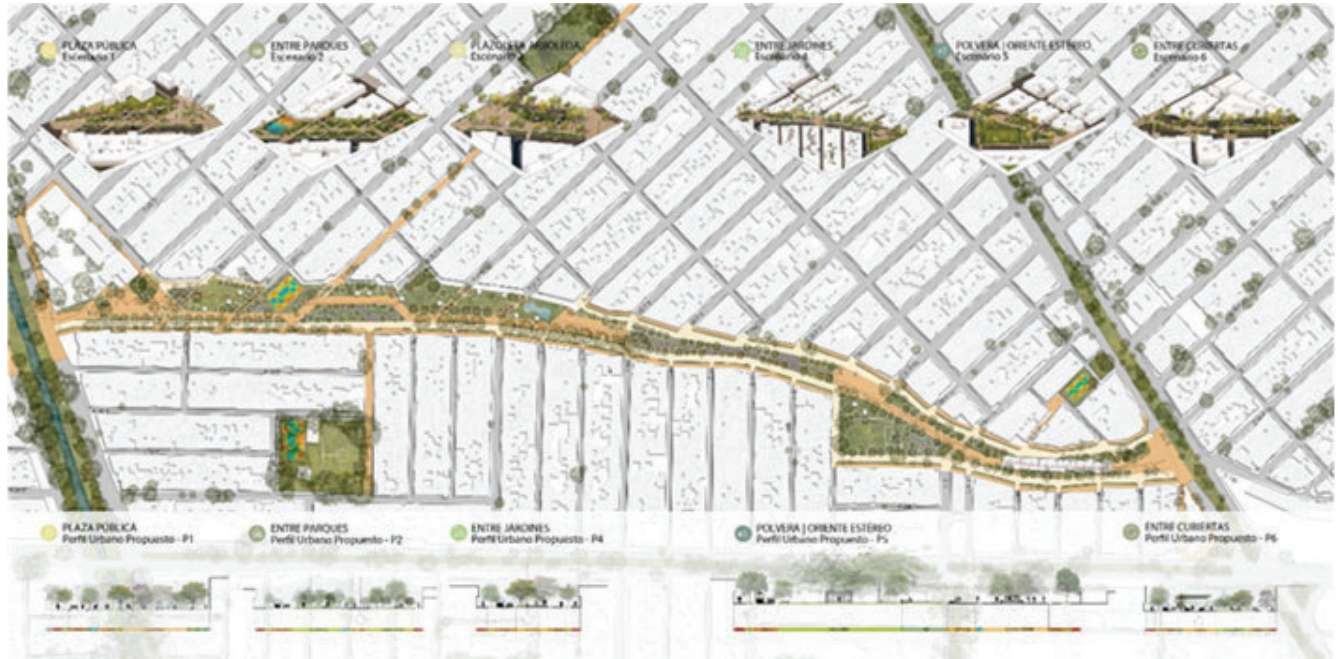 PLAZA PÚBLICA
Escenario 1
ENTRE PARQUES
Escenario 2
PLAZOLETA ARBOLEDA
Escenario
ENTRE JARDINES
Escenario 4
POLVERA | ORIENTE ESTÉREO
Escenario 5
ENTRE CUBIERTAS
Escenario 6
PLAZA PÚBLICA
Perfil Urbano Propuesto - P1
ENTRE PARQUES
Perfil Urbano Propuesto - P2
ENTRE JARDINES
Perfil Urbano Propuesto - P4
POLVERA | ORIENTE ESTÉREO
Perfil Urbano Propuesto - P5
ENTRE CUBIERTAS
Perfil Urbano Propuesto - P6